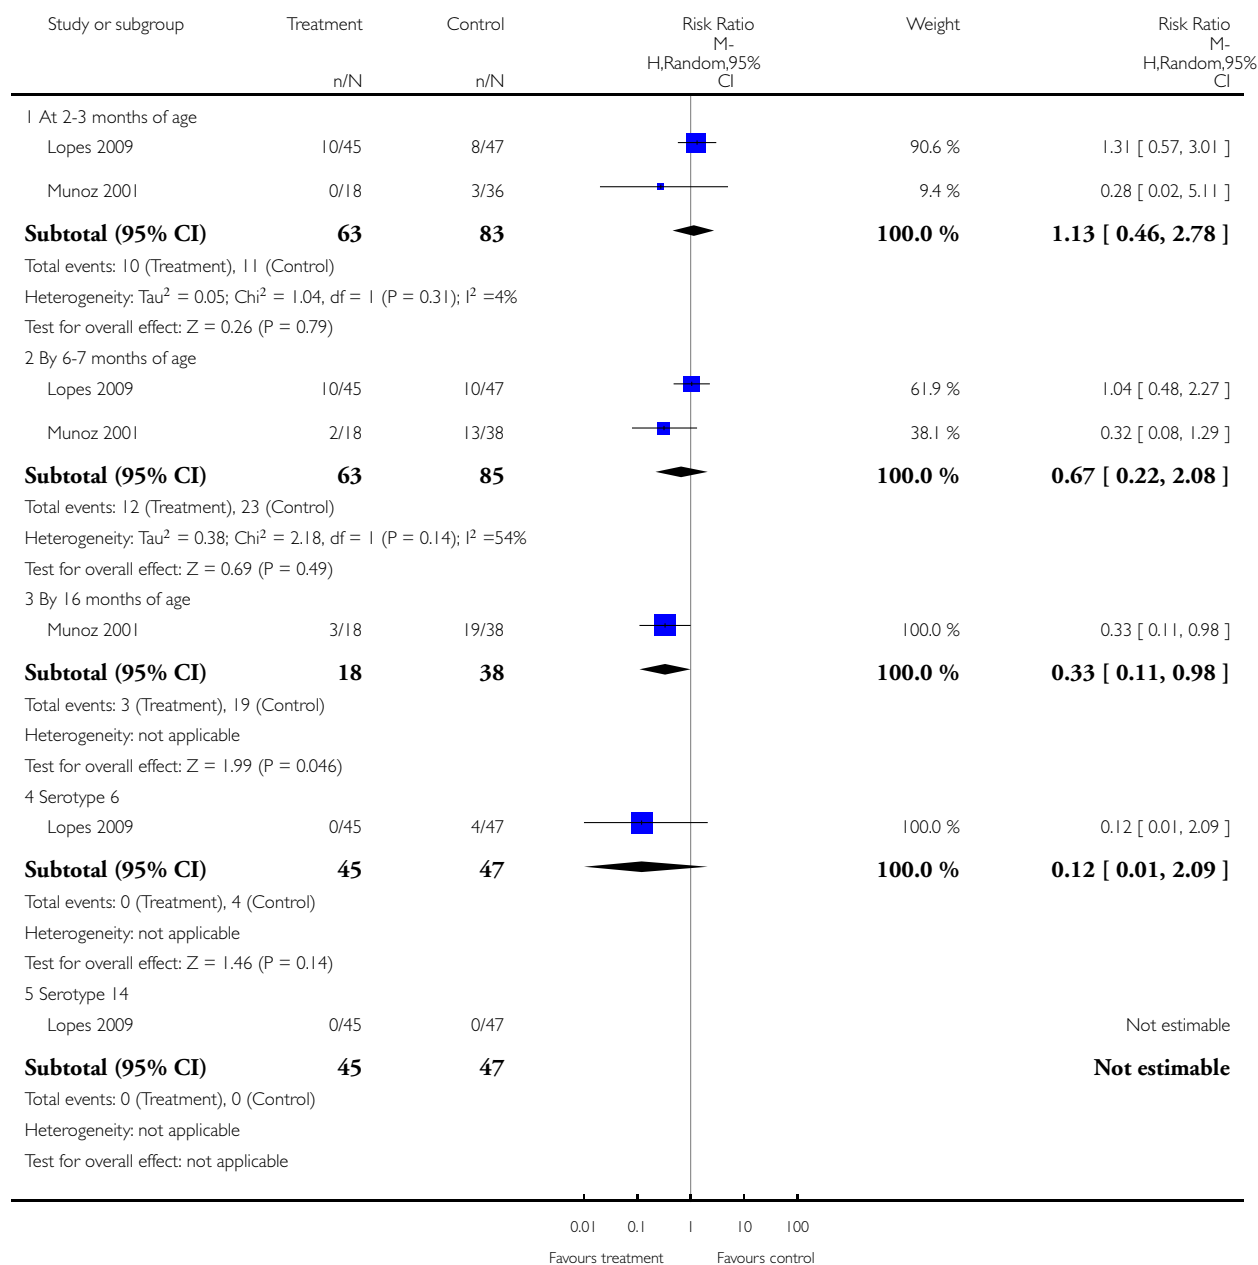 Study or subgroup Treatment Control Risk Ratio Weight Risk Ratio
M- M-
H,Random,95% H,Random,95%
n/N n/N CI CI
1 At 2-3 months of age
Lopes 2009 10/45 8/47 90.6 % 1.31 [ 0.57, 3.01 ]
Munoz 2001 0/18 3/36 9.4 % 0.28 [ 0.02, 5.11 ]
Subtotal (95% CI) 63 83 100.0 % 1.13 [ 0.46, 2.78 ]
Total events: 10 (Treatment), 11 (Control)
Heterogeneity: Tau² = 0.05; Chi² = 1.04, df = 1 (P = 0.31); I² =4%
Test for overall effect: Z = 0.26 (P = 0.79)
2 By 6-7 months of age
Lopes 2009 10/45 10/47 61.9 % 1.04 [ 0.48, 2.27 ]
Munoz 2001 2/18 13/38 38.1 % 0.32 [ 0.08, 1.29 ]
Subtotal (95% CI) 63 85 100.0 % 0.67 [ 0.22, 2.08 ]
Total events: 12 (Treatment), 23 (Control)
Heterogeneity: Tau² = 0.38; Chi² = 2.18, df = 1 (P = 0.14); I² =54%
Test for overall effect: Z = 0.69 (P = 0.49)
3 By 16 months of age
Munoz 2001 3/18 19/38 100.0 % 0.33 [ 0.11, 0.98 ]
Subtotal (95% CI) 18 38 100.0 % 0.33 [ 0.11, 0.98 ]
Total events: 3 (Treatment), 19 (Control)
Heterogeneity: not applicable
Test for overall effect: Z = 1.99 (P = 0.046)
4 Serotype 6
Lopes 2009 0/45 4/47 100.0 % 0.12 [ 0.01, 2.09 ]
Subtotal (95% CI) 45 47 100.0 % 0.12 [ 0.01, 2.09 ]
Total events: 0 (Treatment), 4 (Control)
Heterogeneity: not applicable
Test for overall effect: Z = 1.46 (P = 0.14)
5 Serotype 14
Lopes 2009 0/45 0/47 Not estimable
Subtotal (95% CI) 45 47 Not estimable
Total events: 0 (Treatment), 0 (Control)
Heterogeneity: not applicable
Test for overall effect: not applicable
0.01 0.1 1 10 100
Favours treatment Favours control